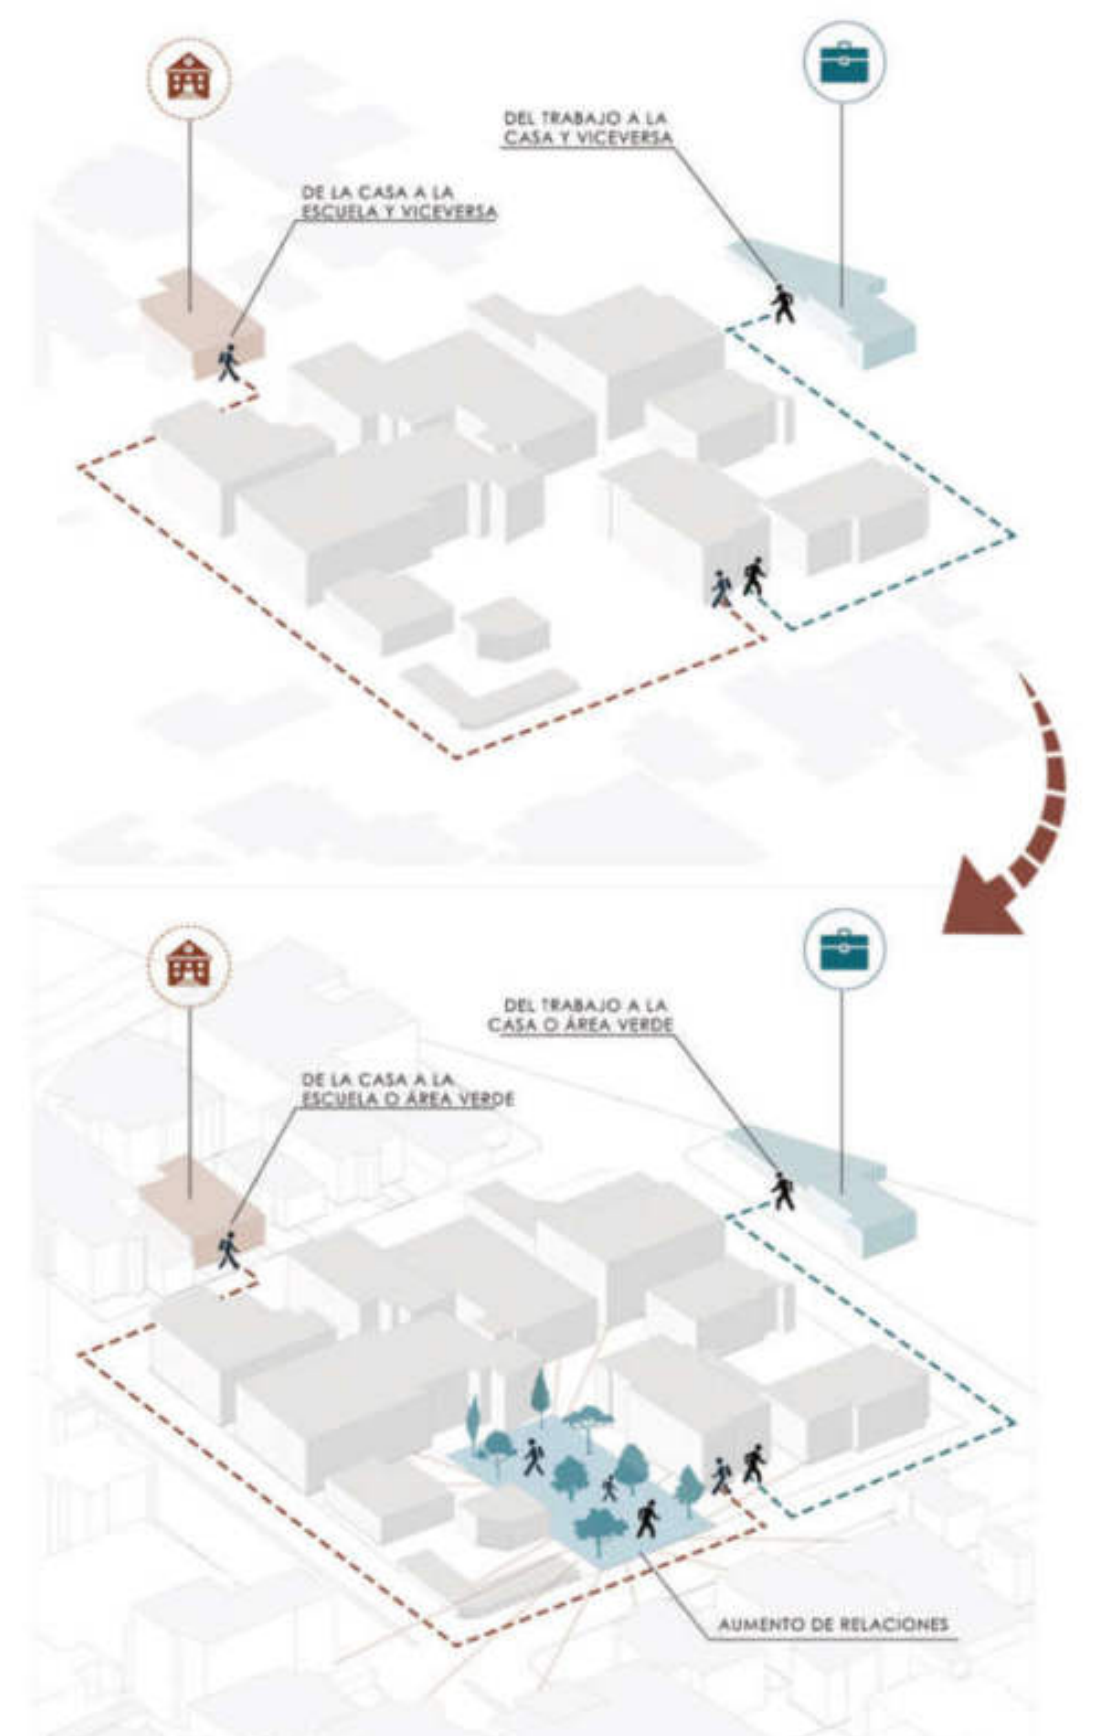 DEL TRABAJO A LA
CASA Y VICEVERSA
DE LA CASA A LA
ESCUELA Y VICEVERSA
DEL TRABAJO A LA
CASA O ÁREA VERDE
DE LA CASA A LA
ESCUELA O ÁREA VERDE
AUMENTO DE RELACIONES